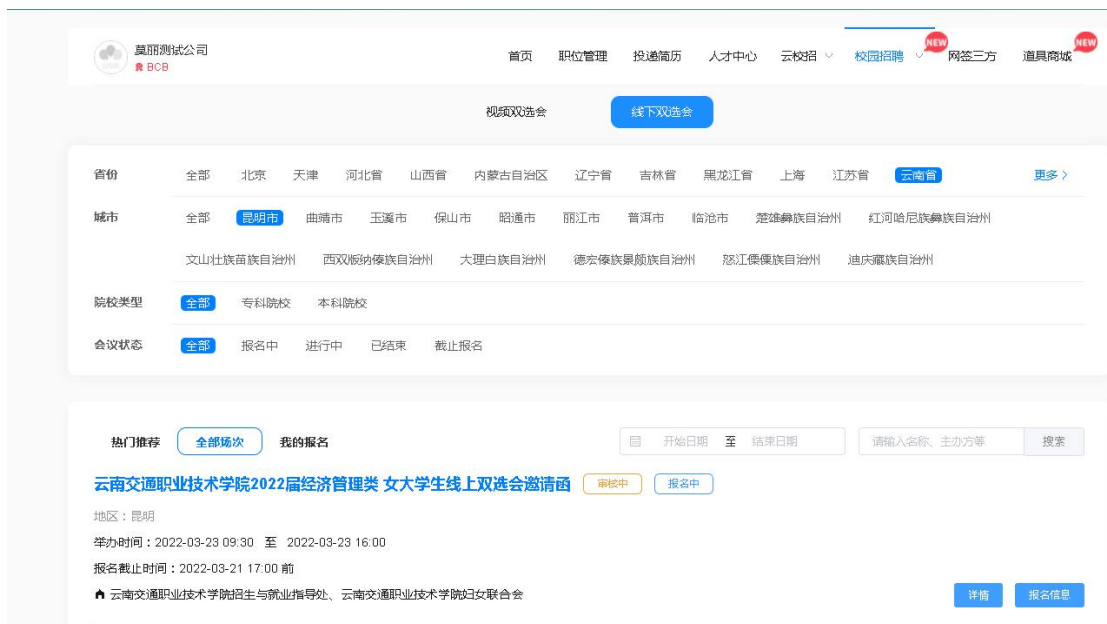 莫丽测试公司
BCB
首页 职位管理 投递简历 人才中心 云校招 校园招聘 NEW 网签三方 道具商城 NEW
视频双选会 线下双选会
省份 全部 北京 天津 河北省 山西省 内蒙古自治区 辽宁省 吉林省 黑龙江省 上海 江苏省 云南省 更多 >
城市 全部 昆明市 曲靖市 玉溪市 保山市 昭通市 丽江市 普洱市 临沧市 楚雄彝族自治州 红河哈尼族彝族自治州
文山壮族苗族自治州 西双版纳傣族自治州 大理白族自治州 德宏傣族景颇族自治州 怒江傈僳族自治州 迪庆藏族自治州
院校类型 全部 专科院校 本科院校
会议状态 全部 报名中 进行中 已结束 截止报名
热门推荐 全部场次 我的报名 开始日期 至 结束日期 请输入名称、主办方等 搜索
云南交通职业技术学院2022届经济管理类 女大学生线上双选会邀请函 审核中 报名中
地区：昆明
举办时间：2022-03-23 09:30 至 2022-03-23 16:00
报名截止时间：2022-03-21 17:00 前
云南交通职业技术学院招生与就业指导处、云南交通职业技术学院妇女联合会 详情 报名信息